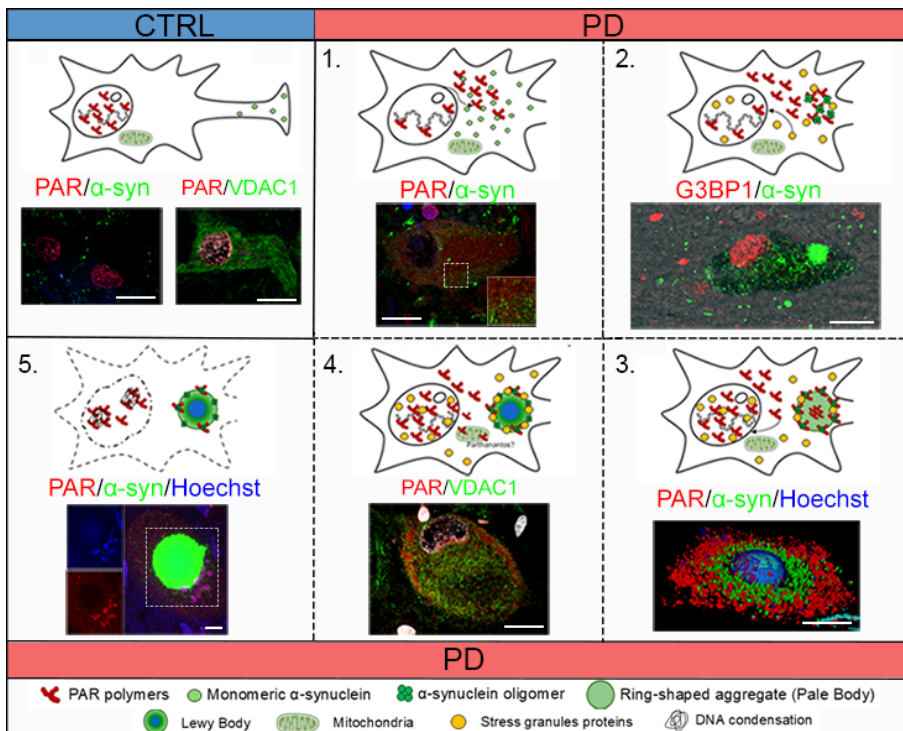 CTRL
PD
1.
2.
PAR/α-syn
PAR/VDAC1
PAR/α-syn
G3BP1/α-syn
5.
4.
3.
Parthanantos?
PAR/α-syn/Hoechst
PAR/VDAC1
PAR/α-syn/Hoechst
PD
PAR polymers
Monomeric α-synuclein
α-synuclein oligomer
Ring-shaped aggregate (Pale Body)
Lewy Body
Mitochondria
Stress granules proteins
DNA condensation